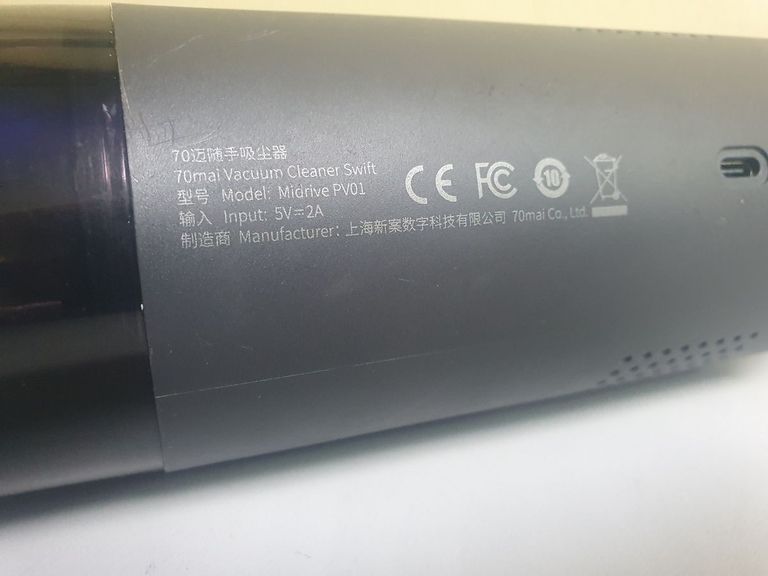 70迈随手吸尘器
70mai Vacuum Cleaner Swift
型号 Model: Midrive PV01
输入 Input: 5V⎓2A
制造商 Manufacturer: 上海新案数字科技有限公司 70mai Co., Ltd.
CE FC 10